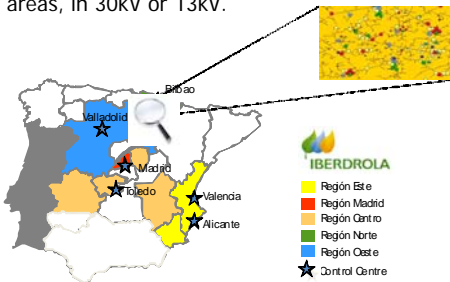 areas, in 30kV or 13kV.
Bilbao
Valladolid
Madrid
Toledo
Valencia
Alicante
IBERDROLA
Región Este
Región Madrid
Región Centro
Región Norte
Región Oeste
Control Centre